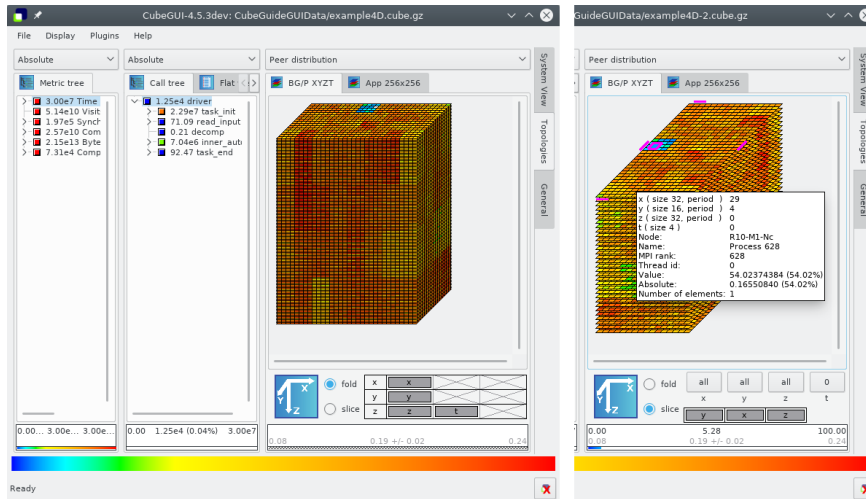 CubeGUI-4.5.3dev: CubeGuideGUIData/example4D.cube.gz
File Display Plugins Help
Absolute
Absolute
Peer distribution
Metric tree
Call tree
Flat
BG/P XYZT
App 256x256
3.00e7 Time
5.14e10 Visit
1.97e5 Synch
2.57e10 Com
2.15e13 Byte
7.31e4 Comp
1.25e4 driver
2.29e7 task_init
71.09 read_input
0.21 decomp
7.04e6 inner_aut
92.47 task_end
System View
Topologies
General
X
Y
Z
fold
slice
x x
y y
z z t
0.00... 3.00e... 3.00e...
0.00 1.25e4 (0.04%) 3.00e7
0.08 0.19 +/- 0.02 0.24
Ready
GuideGUIData/example4D-2.cube.gz
Peer distribution
BG/P XYZT
App 256x256
System View
Topologies
General
x ( size 32, period ) 29
y ( size 16, period ) 4
z ( size 32, period ) 0
t ( size 4 ) 0
Node: R10-M1-Nc
Name: Process 628
MPI rank: 628
Thread id: 0
Value: 54.02374384 (54.02%)
Absolute: 0.16550840 (54.02%)
Number of elements: 1
X
Y
Z
fold
slice
all all all 0
x y z t
y x z
0.00 5.28 100.00
0.08 0.19 +/- 0.02 0.24